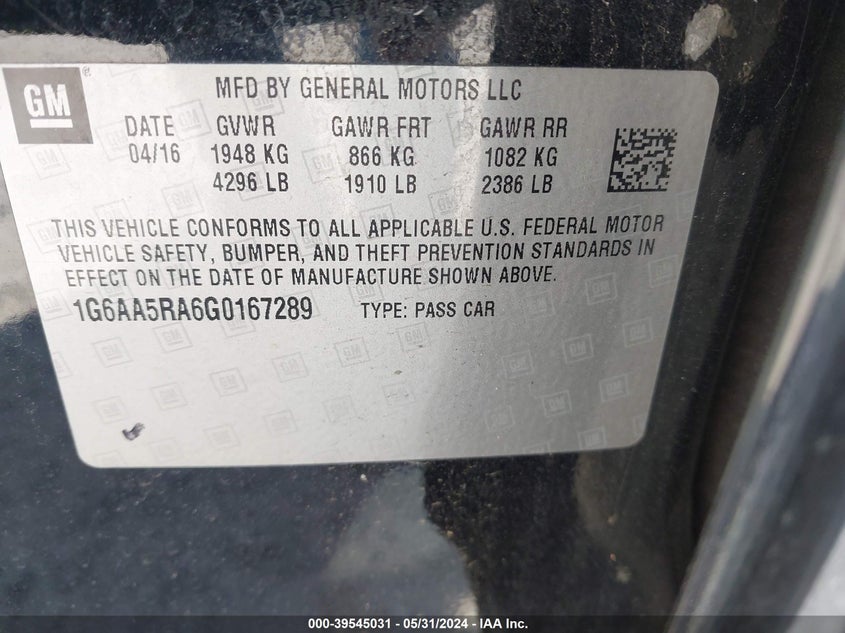 GM
MFD BY GENERAL MOTORS LLC
DATE GVWR GAWR FRT GAWR RR
04/16 1948 KG 866 KG 1082 KG
4296 LB 1910 LB 2386 LB
THIS VEHICLE CONFORMS TO ALL APPLICABLE U.S. FEDERAL MOTOR
VEHICLE SAFETY, BUMPER, AND THEFT PREVENTION STANDARDS IN
EFFECT ON THE DATE OF MANUFACTURE SHOWN ABOVE.
1G6AA5RA6G0167289 TYPE: PASS CAR
000-39545031 - 05/31/2024 - IAA Inc.